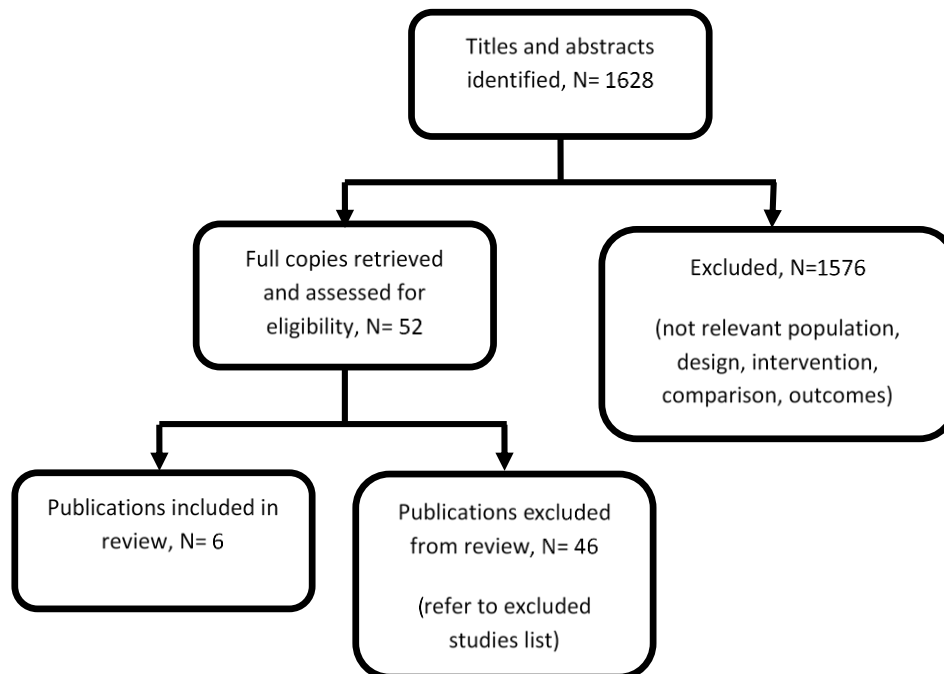 Titles and abstracts
identified, N= 1628
Full copies retrieved
and assessed for
eligibility, N= 52
Excluded, N=1576
(not relevant population,
design, intervention,
comparison, outcomes)
Publications included in
review, N= 6
Publications excluded
from review, N= 46
(refer to excluded
studies list)